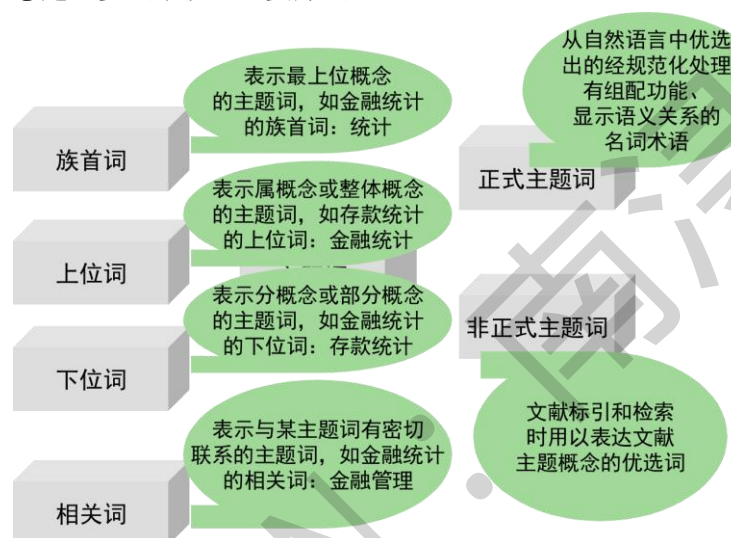 表示最上位概念
的主题词，如金融统计
的族首词：统计
族首词
表示属概念或整体概念
的主题词，如存款统计
的上位词：金融统计
上位词
表示分概念或部分概念
的主题词，如金融统计
的下位词：存款统计
下位词
表示与某主题词有密切
联系的主题词，如金融统计
的相关词：金融管理
相关词
从自然语言中优选
出的经规范化处理
有组配功能、
显示语义关系的
名词术语
正式主题词
非正式主题词
文献标引和检索
时用以表达文献
主题概念的优选词